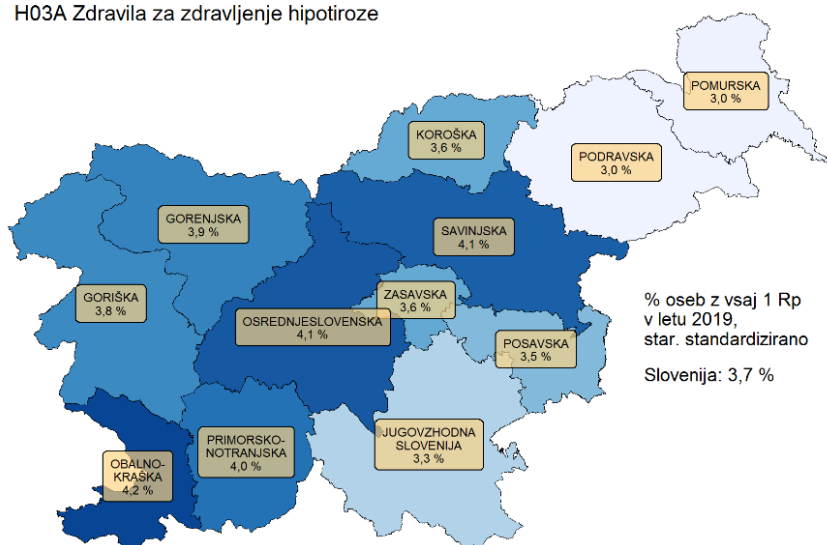 H03A Zdravila za zdravljenje hipotiroze
POMURSKA
3,0 %
KOROŠKA
3,6 %
PODRAVSKA
3,0 %
GORENJSKA
3,9 %
SAVINJSKA
4,1 %
GORIŠKA
3,8 %
ZASAVSKA
3,6 %
OSREDNJESLOVENSKA
4,1 %
POSAVSKA
3,5 %
% oseb z vsaj 1 Rp
v letu 2019,
star. standardizirano
Slovenija: 3,7 %
JUGOVZHODNA
SLOVENIJA
3,3 %
PRIMORSKO-
NOTRANJSKA
4,0 %
OBALNO-
KRAŠKA
4,2 %